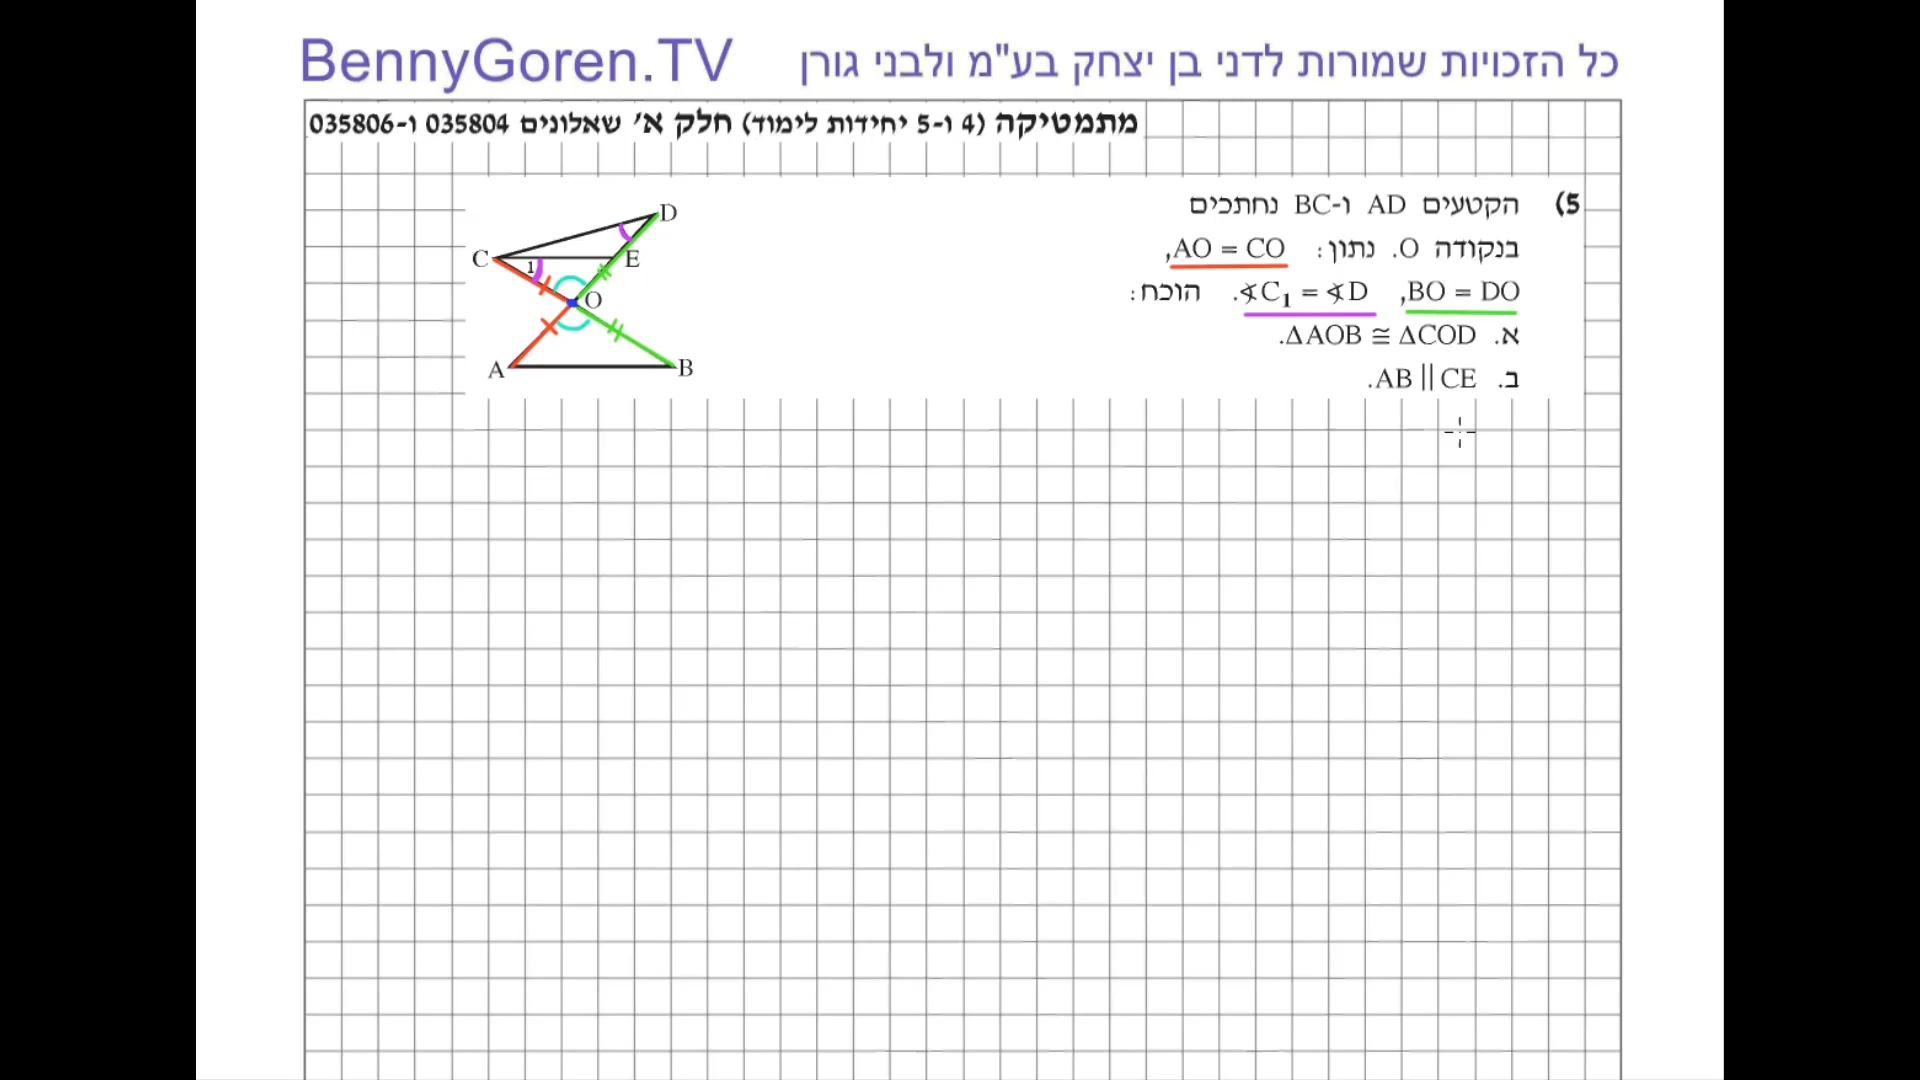 BennyGoren.TV כל הזכויות שמורות לדני בן יצחק בע"מ ולבני גורן
מתמטיקה (4 ו-5 יחידות לימוד) חלק א' שאלונים 035804 ו-035806
5) הקטעים AD ו-BC נחתכים
בנקודה O. נתון: AO = CO,
BO = DO, ∢C₁ = ∢D. הוכח:
א. ΔAOB ≅ ΔCOD.
ב. AB || CE.
D
C
1
E
O
A
B